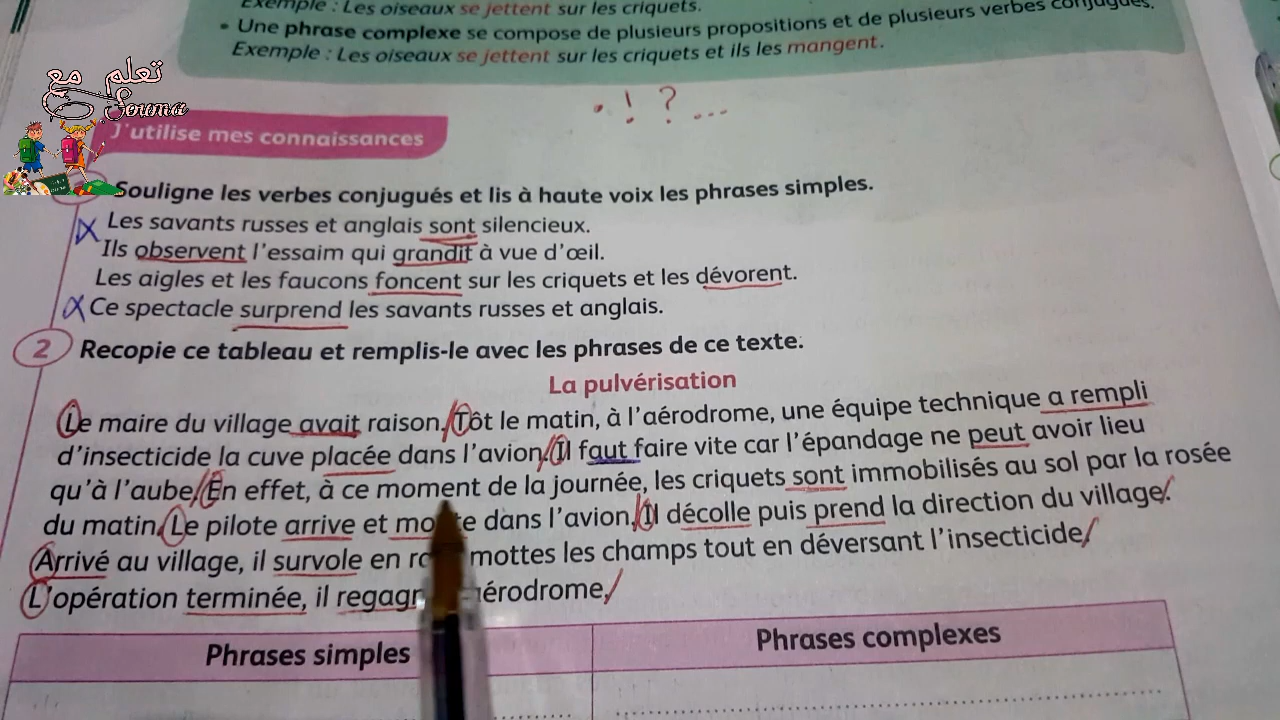 Exemple : Les oiseaux se jettent sur les criquets.
• Une phrase complexe se compose de plusieurs propositions et de plusieurs verbes conjugués.
Exemple : Les oiseaux se jettent sur les criquets et ils les mangent.
تعلم مع
Souma
. ! ? ...
J'utilise mes connaissances
Souligne les verbes conjugués et lis à haute voix les phrases simples.
Les savants russes et anglais sont silencieux.
Ils observent l'essaim qui grandit à vue d'œil.
Les aigles et les faucons foncent sur les criquets et les dévorent.
Ce spectacle surprend les savants russes et anglais.
2 Recopie ce tableau et remplis-le avec les phrases de ce texte.
La pulvérisation
Le maire du village avait raison. Tôt le matin, à l'aérodrome, une équipe technique a rempli
d'insecticide la cuve placée dans l'avion. Il faut faire vite car l'épandage ne peut avoir lieu
qu'à l'aube. En effet, à ce moment de la journée, les criquets sont immobilisés au sol par la rosée
du matin. Le pilote arrive et dans l'avion. Il décolle puis prend la direction du village.
Arrivé au village, il survole en mottes les champs tout en déversant l'insecticide
L'opération terminée, il aérodrome
Phrases simples Phrases complexes